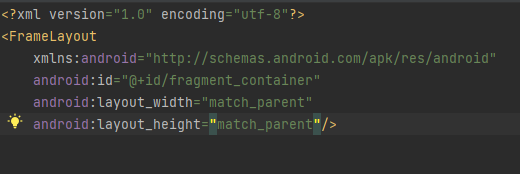 <?xml version="1.0" encoding="utf-8"?>
<FrameLayout
xmlns:android="http://schemas.android.com/apk/res/android"
android:id="@+id/fragment_container"
android:layout_width="match_parent"
android:layout_height="match_parent"/>